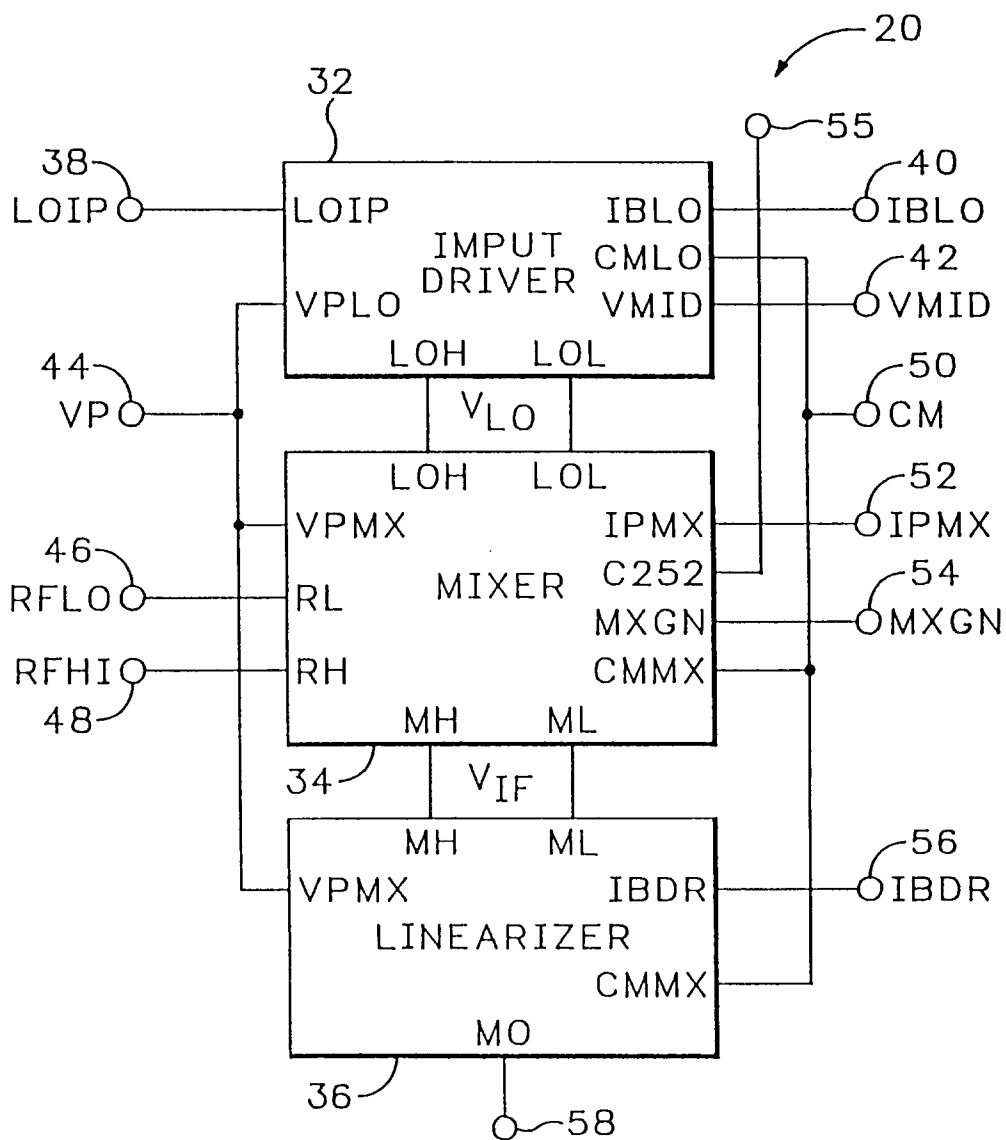 20
32
55
38
40
LOIP
LOIP
IBLO
IBLO
IMPUT
DRIVER
CMLO
42
VPLO
VMID
VMID
LOH
LOL
44
50
VP
VLO
CM
LOH
LOL
52
VPMX
IPMX
IPMX
46
C252
54
RFLO
RL
MIXER
MXGN
MXGN
RFHI
RH
CMMX
48
MH
ML
34
VIF
MH
ML
56
VPMX
IBDR
IBDR
LINEARIZER
CMMX
MO
36
58